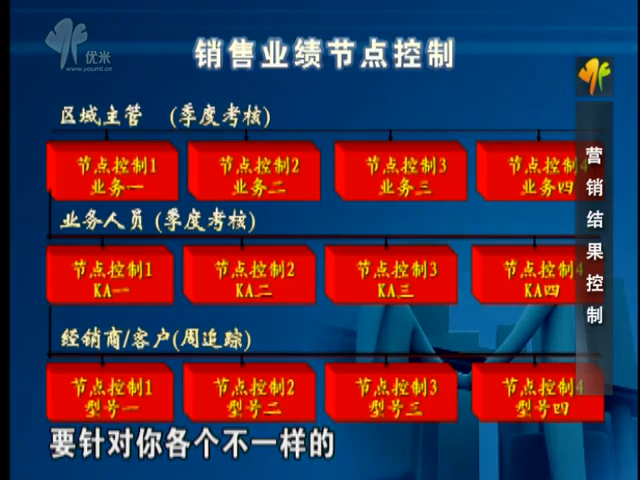 优米
www.youmi.cn
销售业绩节点控制
区域主管 (季度考核)
节点控制1
业务一
节点控制2
业务二
节点控制3
业务三
节点控制4
业务四
业务人员 (季度考核)
节点控制1
KA一
节点控制2
KA二
节点控制3
KA三
节点控制4
KA四
经销商/客户(周追踪)
节点控制1
型号一
节点控制2
型号二
节点控制3
型号三
节点控制4
型号四
营销结果控制
要针对你各个不一样的